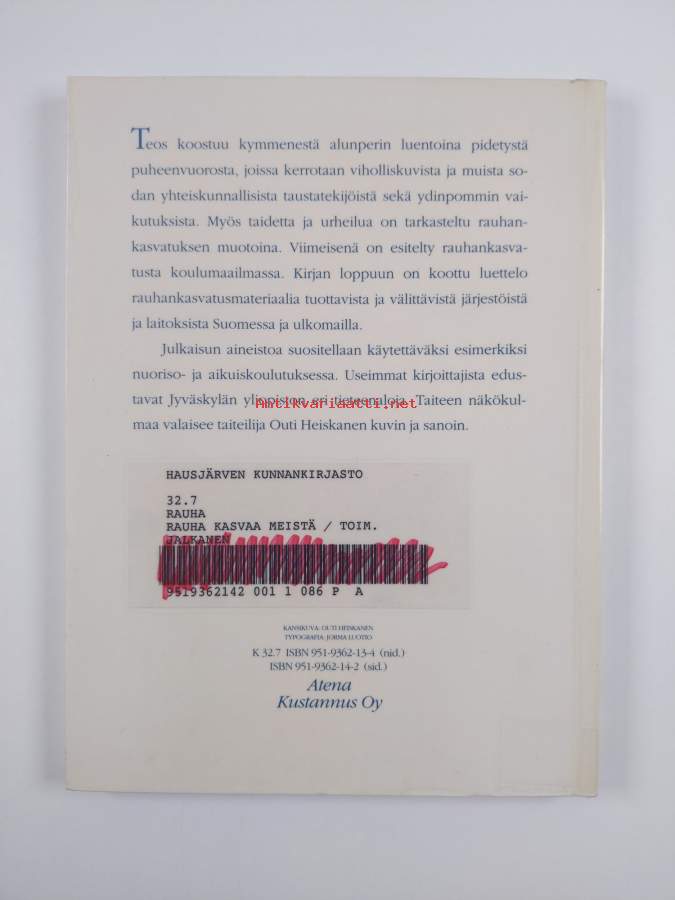 Teos koostuu kymmenestä alunperin luentoina pidetystä
puheenvuorosta, joissa kerrotaan viholliskuvista ja muista so-
dan yhteiskunnallisista taustatekijöistä sekä ydinpommin vai-
kutuksista. Myös taidetta ja urheilua on tarkasteltu rauhan-
kasvatuksen muotoina. Viimeisenä on esitelty rauhankasva-
tusta koulumaailmassa. Kirjan loppuun on koottu luettelo
rauhankasvatusmateriaalia tuottavista ja välittävistä järjestöistä
ja laitoksista Suomessa ja ulkomailla.
Julkaisun aineistoa suositellaan käytettäväksi esimerkiksi
nuoriso- ja aikuiskoulutuksessa. Useimmat kirjoittajista edus-
tavat Jyväskylän yliopiston eri tieteenaloja. Taiteen näkökul-
antikvariaatti.net
maa valaisee taiteilija Outi Heiskanen kuvin ja sanoin.
HAUSJÄRVEN KUNNANKIRJASTO
32.7
RAUHA
RAUHA KASVAA MEISTÄ / TOIM.
JALKANEN
9519362142 001 1 086 P A
KANSIKUVA: OUTI HEISKANEN
TYPOGRAFIA: JORMA LUOTIO
K 32.7 ISBN 951-9362-13-4 (nid.)
ISBN 951-9362-14-2 (sid.)
Atena
Kustannus Oy